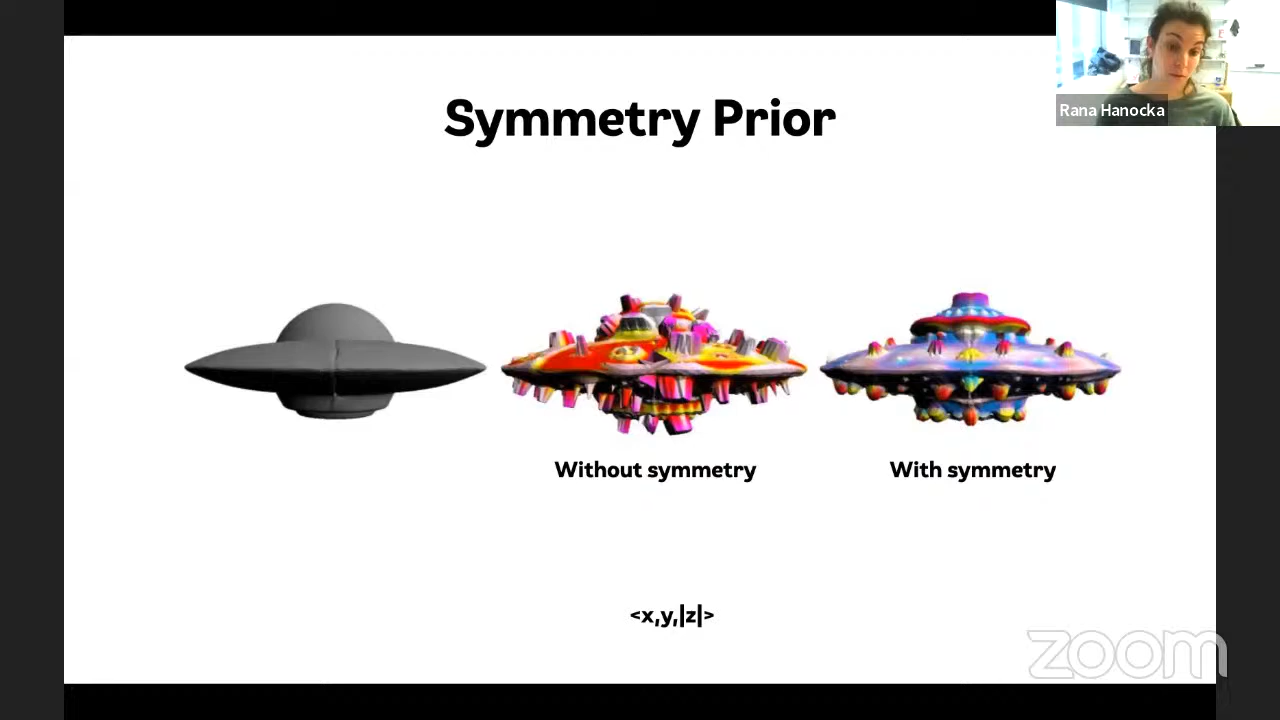 Rana Hanocka
Symmetry Prior
Without symmetry
With symmetry
<x,y,|z|>
zoom